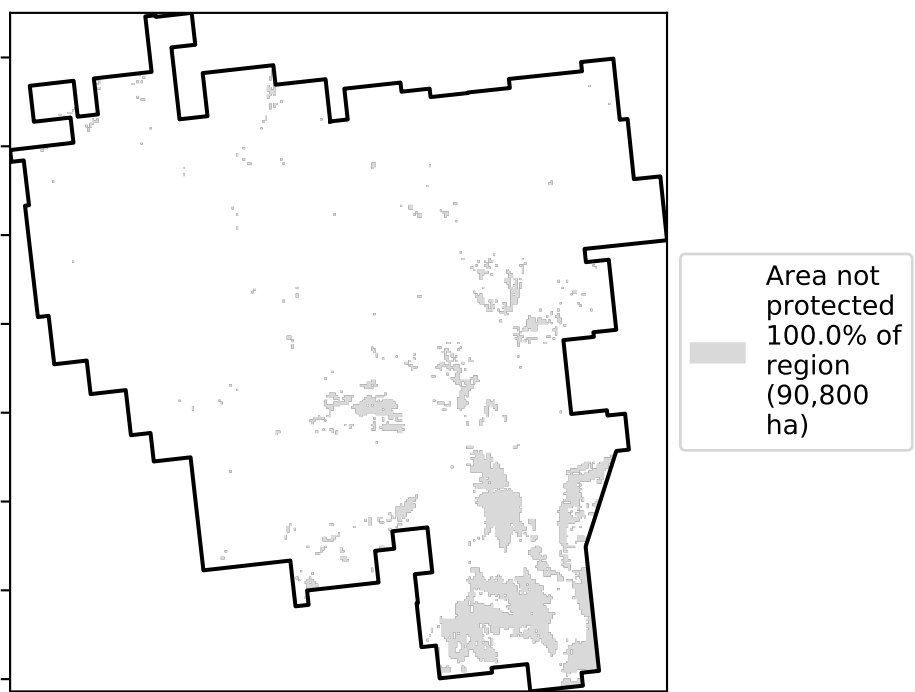 Area not
protected
100.0% of
region
(90,800
ha)